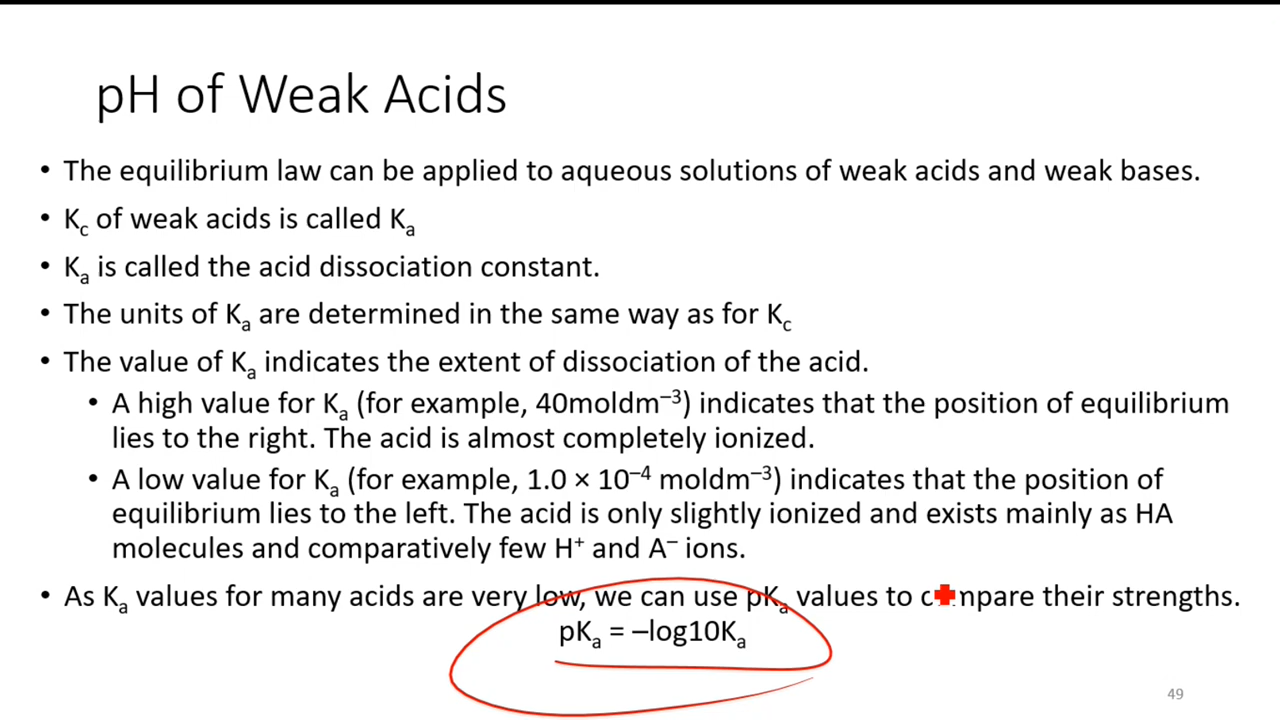 pH of Weak Acids
• The equilibrium law can be applied to aqueous solutions of weak acids and weak bases.
• Kc of weak acids is called Ka
• Ka is called the acid dissociation constant.
• The units of Ka are determined in the same way as for Kc
• The value of Ka indicates the extent of dissociation of the acid.
• A high value for Ka (for example, 40moldm⁻³) indicates that the position of equilibrium
lies to the right. The acid is almost completely ionized.
• A low value for Ka (for example, 1.0 × 10⁻⁴ moldm⁻³) indicates that the position of
equilibrium lies to the left. The acid is only slightly ionized and exists mainly as HA
molecules and comparatively few H⁺ and A⁻ ions.
• As Ka values for many acids are very low, we can use pKa values to compare their strengths.
pKa = –log10Ka
49